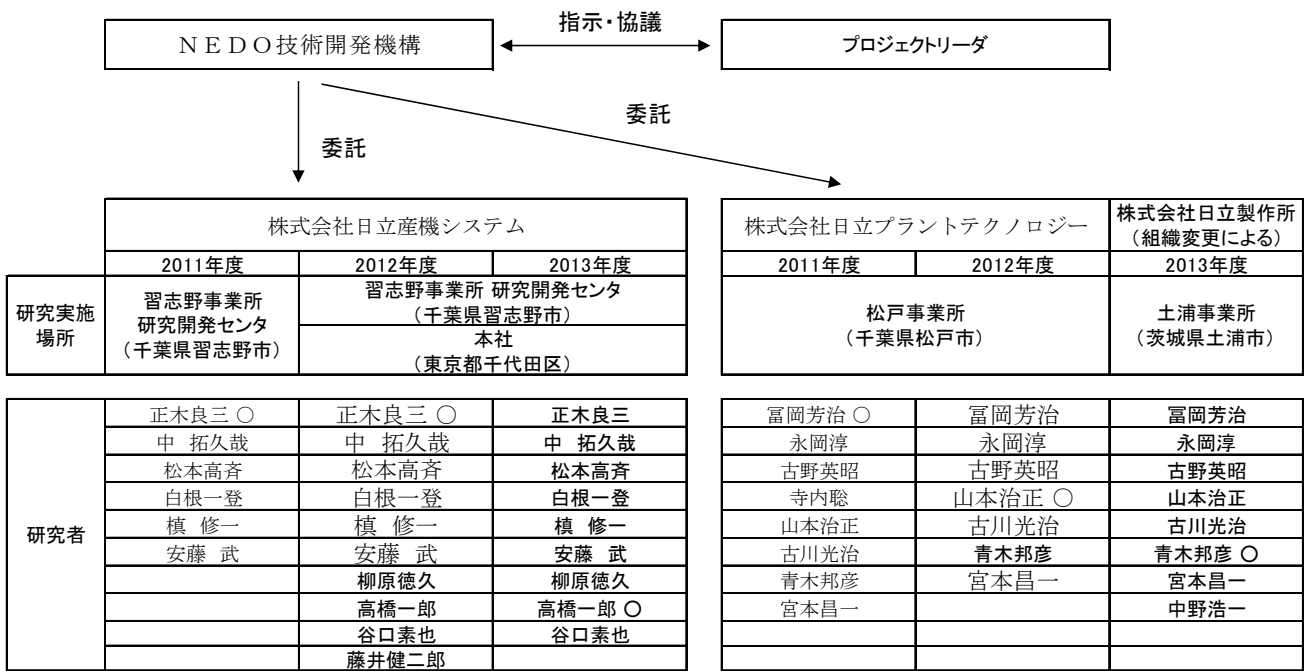 指示・協議
NEDO技術開発機構
プロジェクトリーダ
委託
委託
株式会社日立産機システム
株式会社日立プラントテクノロジー
株式会社日立製作所
（組織変更による）
2011年度 2012年度 2013年度 2011年度 2012年度 2013年度
研究実施
場所
習志野事業所
研究開発センタ
（千葉県習志野市）
習志野事業所 研究開発センタ
（千葉県習志野市）
本社
（東京都千代田区）
松戸事業所
（千葉県松戸市）
土浦事業所
（茨城県土浦市）
研究者
正木良三 ○ 正木良三 ○ 正木良三 冨岡芳治 ○ 冨岡芳治 冨岡芳治
中 拓久哉 中 拓久哉 中 拓久哉 永岡淳 永岡淳 永岡淳
松本高斉 松本高斉 松本高斉 古野英昭 古野英昭 古野英昭
白根一登 白根一登 白根一登 寺内聡 山本治正 ○ 山本治正
槙 修一 槙 修一 槙 修一 山本治正 古川光治 古川光治
安藤 武 安藤 武 安藤 武 古川光治 青木邦彦 青木邦彦 ○
柳原徳久 柳原徳久 青木邦彦 宮本昌一 宮本昌一
高橋一郎 高橋一郎 ○ 宮本昌一 中野浩一
谷口素也 谷口素也
藤井健二郎